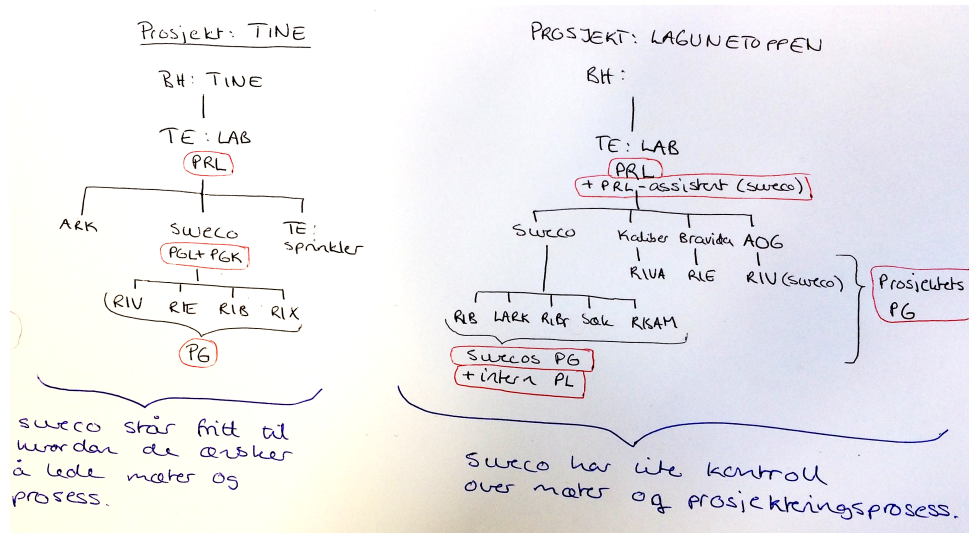 Prosjekt: TINE
BH: TINE
TE: LAB
PRL
ARK
Sweco
TE:
sprinkler
PGL+ PGK
RIV RIE RIB RIX
PG
sweco står fritt til
hvordan de ønsker
å lede møter og
prosess.
PROSJEKT: LAGUNETOPPEN
BH:
TE: LAB
PRL
+ PRL-assistent (sweco)
Sweco Kaliber Bravida AOG
RIVA RIE RIV (sweco)
Prosjektets
PG
RIB LARK RIBr Søk RISAM
Swecos PG
+ intern PL
Sweco har lite kontroll
over møter og prosjekteringsprosess.